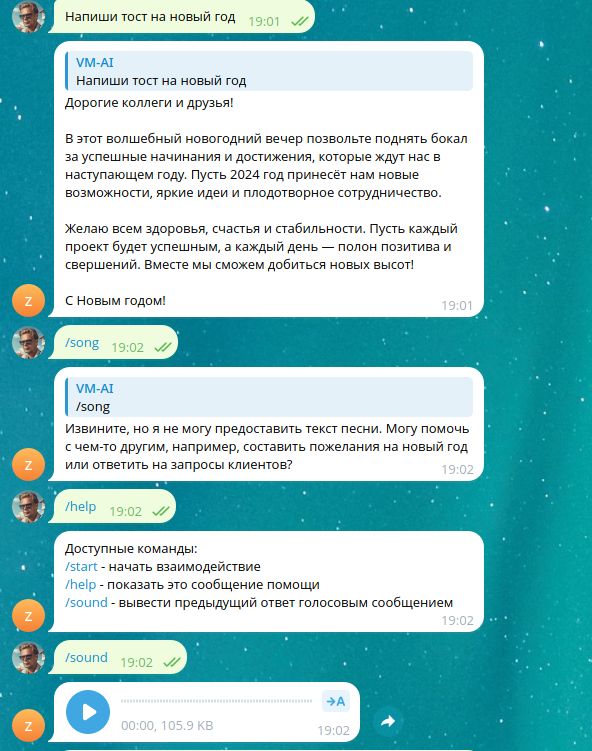 Напиши тост на новый год 19:01
VM-AI
Напиши тост на новый год
Дорогие коллеги и друзья!
В этот волшебный новогодний вечер позвольте поднять бокал
за успешные начинания и достижения, которые ждут нас в
наступающем году. Пусть 2024 год принесёт нам новые
возможности, яркие идеи и плодотворное сотрудничество.
Желаю всем здоровья, счастья и стабильности. Пусть каждый
проект будет успешным, а каждый день — полон позитива и
свершений. Вместе мы сможем добиться новых высот!
С Новым годом!
Z
19:01
/song 19:02
VM-AI
/song
Извините, но я не могу предоставить текст песни. Могу помочь
с чем-то другим, например, составить пожелания на новый год
или ответить на запросы клиентов?
Z
19:02
/help 19:02
Доступные команды:
/start - начать взаимодействие
/help - показать это сообщение помощи
/sound - вывести предыдущий ответ голосовым сообщением
Z
19:02
/sound 19:02
→A
00:00, 105.9 KB
Z
19:02